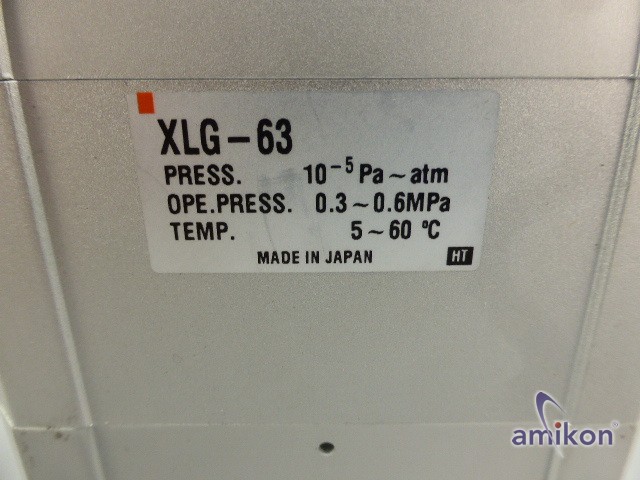 XLG-63
PRESS. 10⁻⁵ Pa~atm
OPE.PRESS. 0.3~0.6MPa
TEMP. 5~60 ℃
MADE IN JAPAN HT
amikon